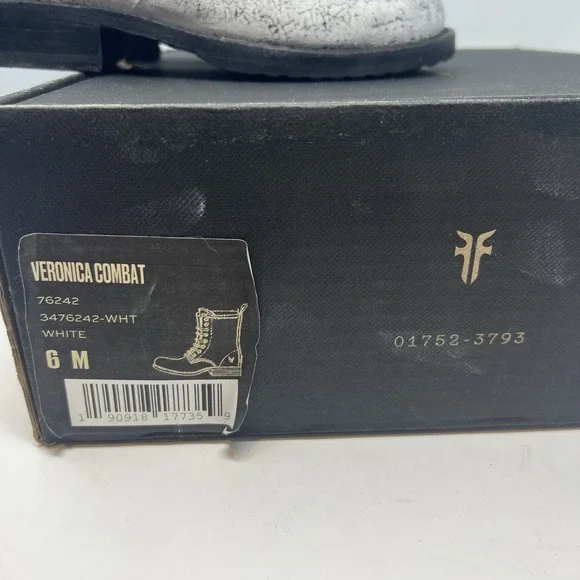 VERONICA COMBAT
76242
3476242-WHT
WHITE
6 M
1 90918 17735 9
01752-3793